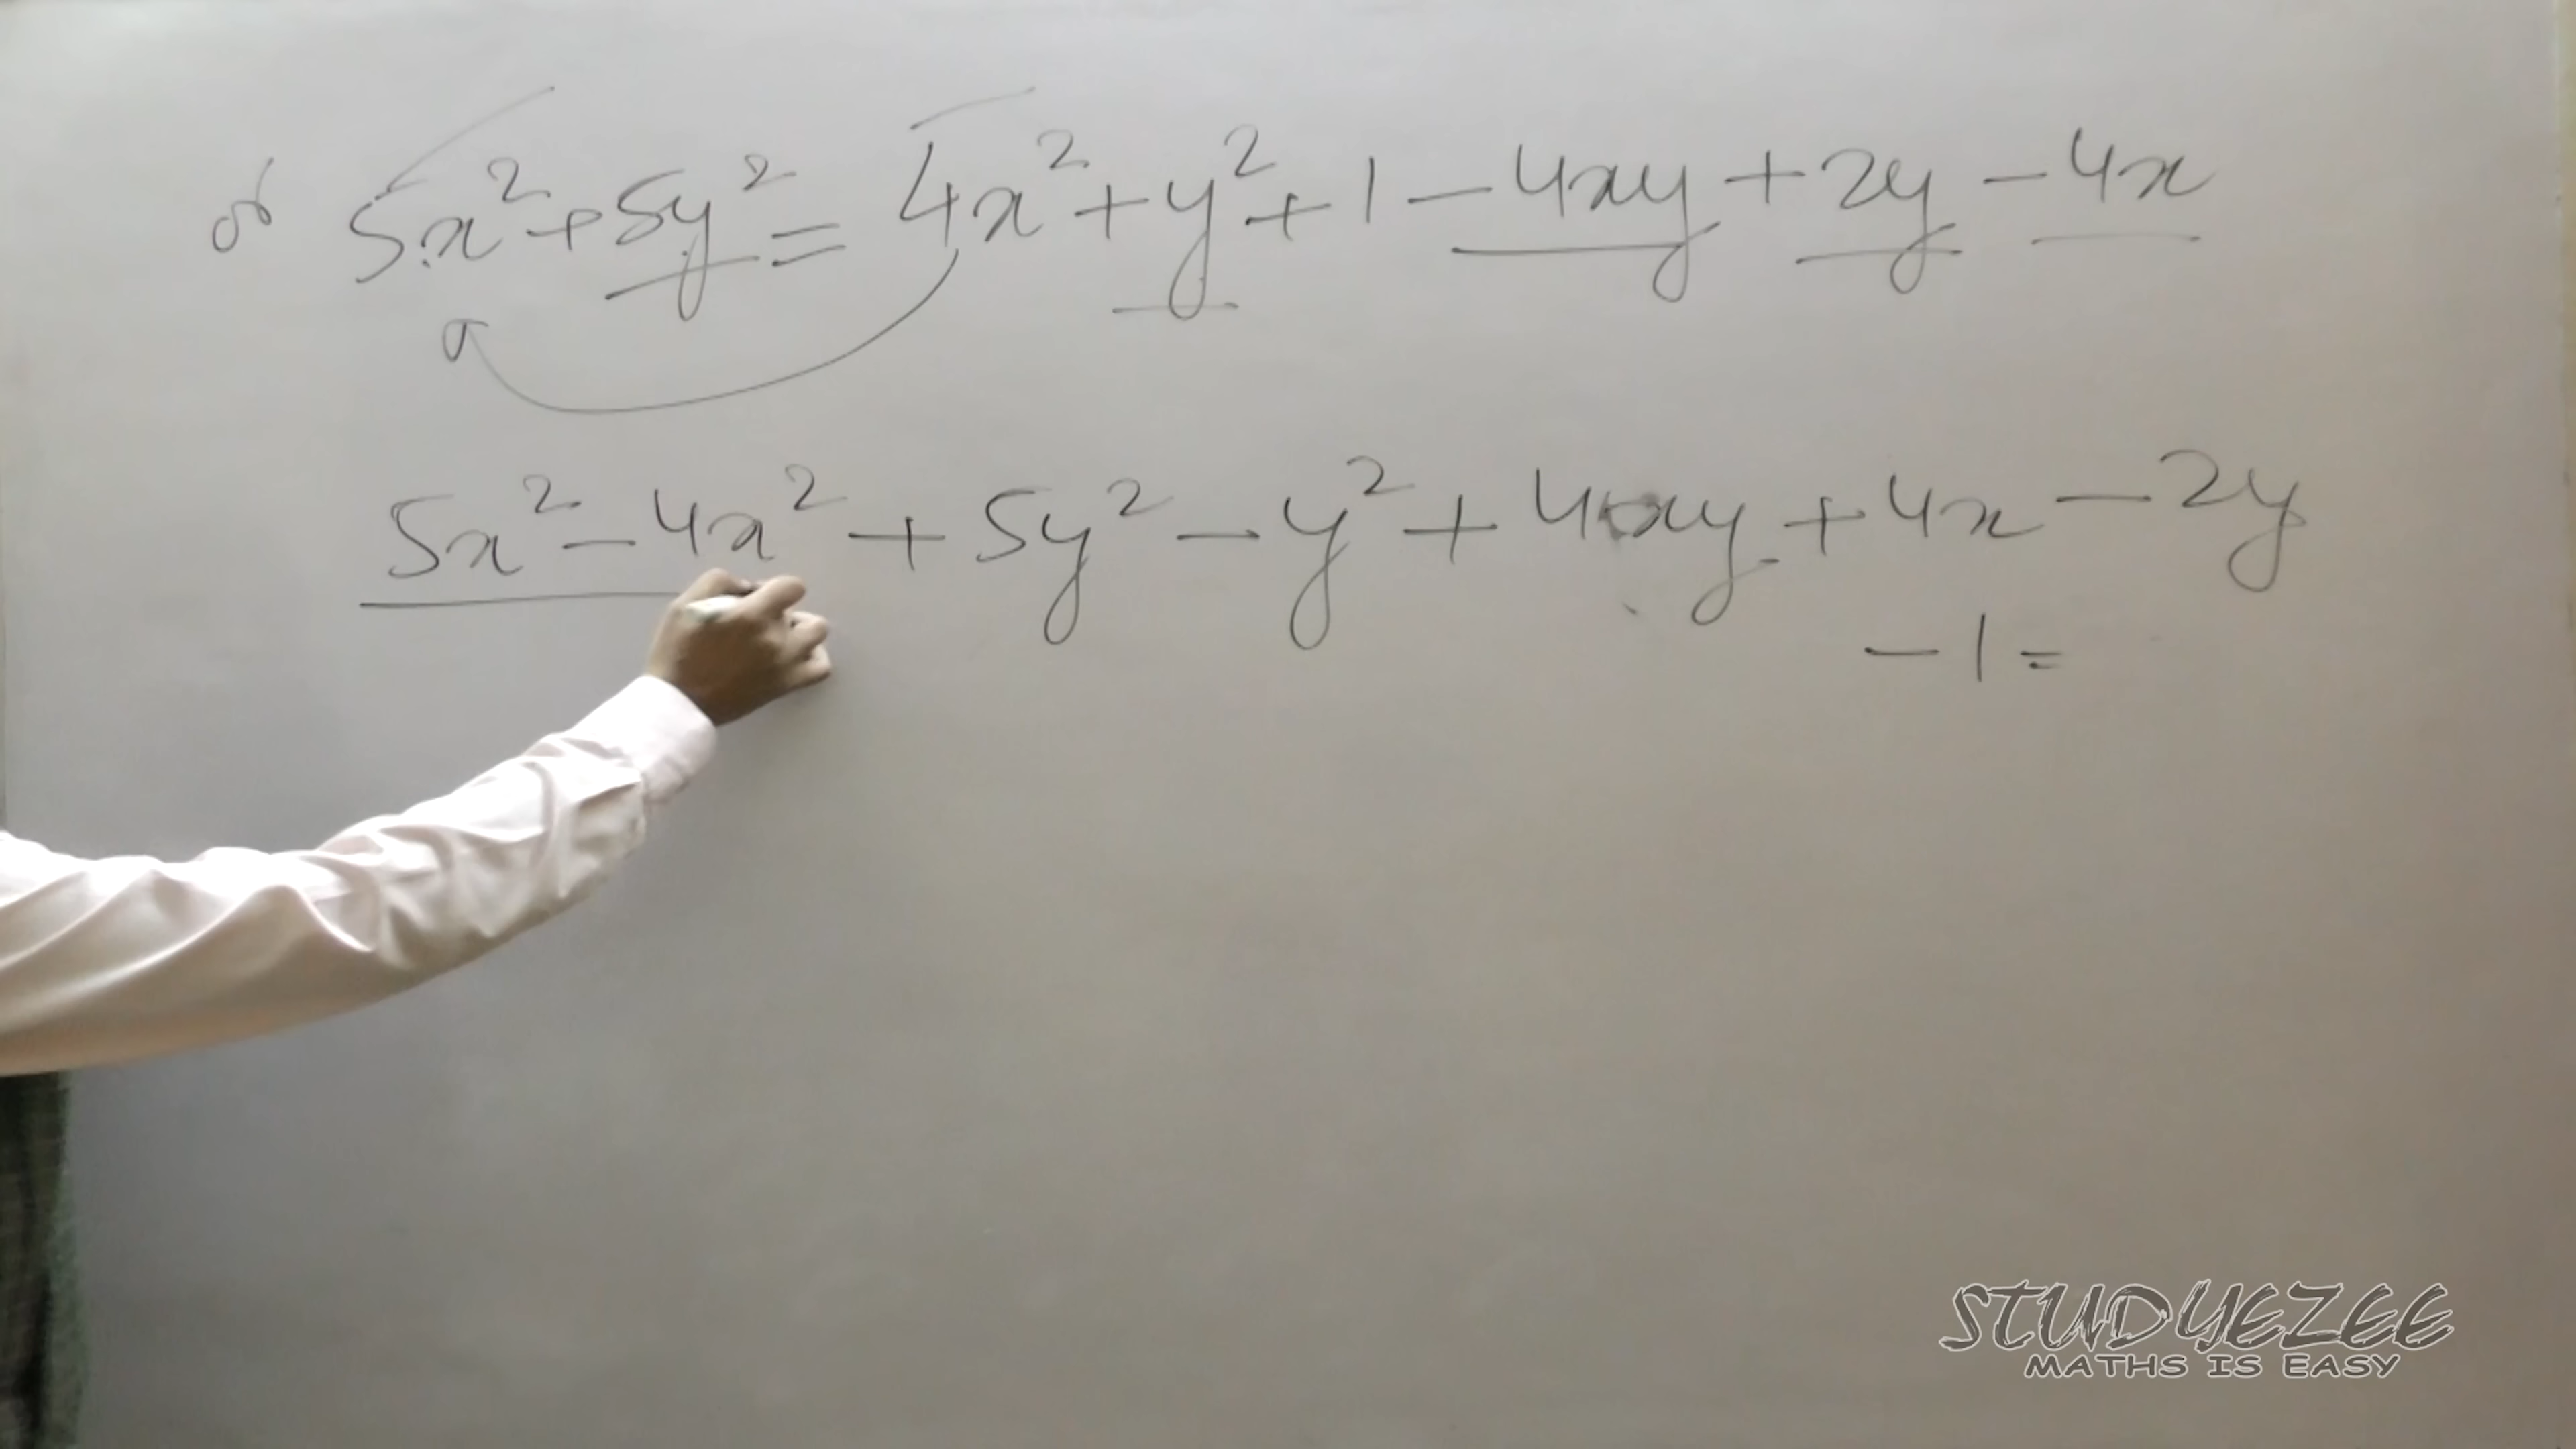 or 5x² + 5y² = 4x² + y² + 1 - 4xy + 2y - 4x
5x² - 4x² + 5y² - y² + 4xy + 4x - 2y
- 1 =
STUDYEZEE
MATHS IS EASY